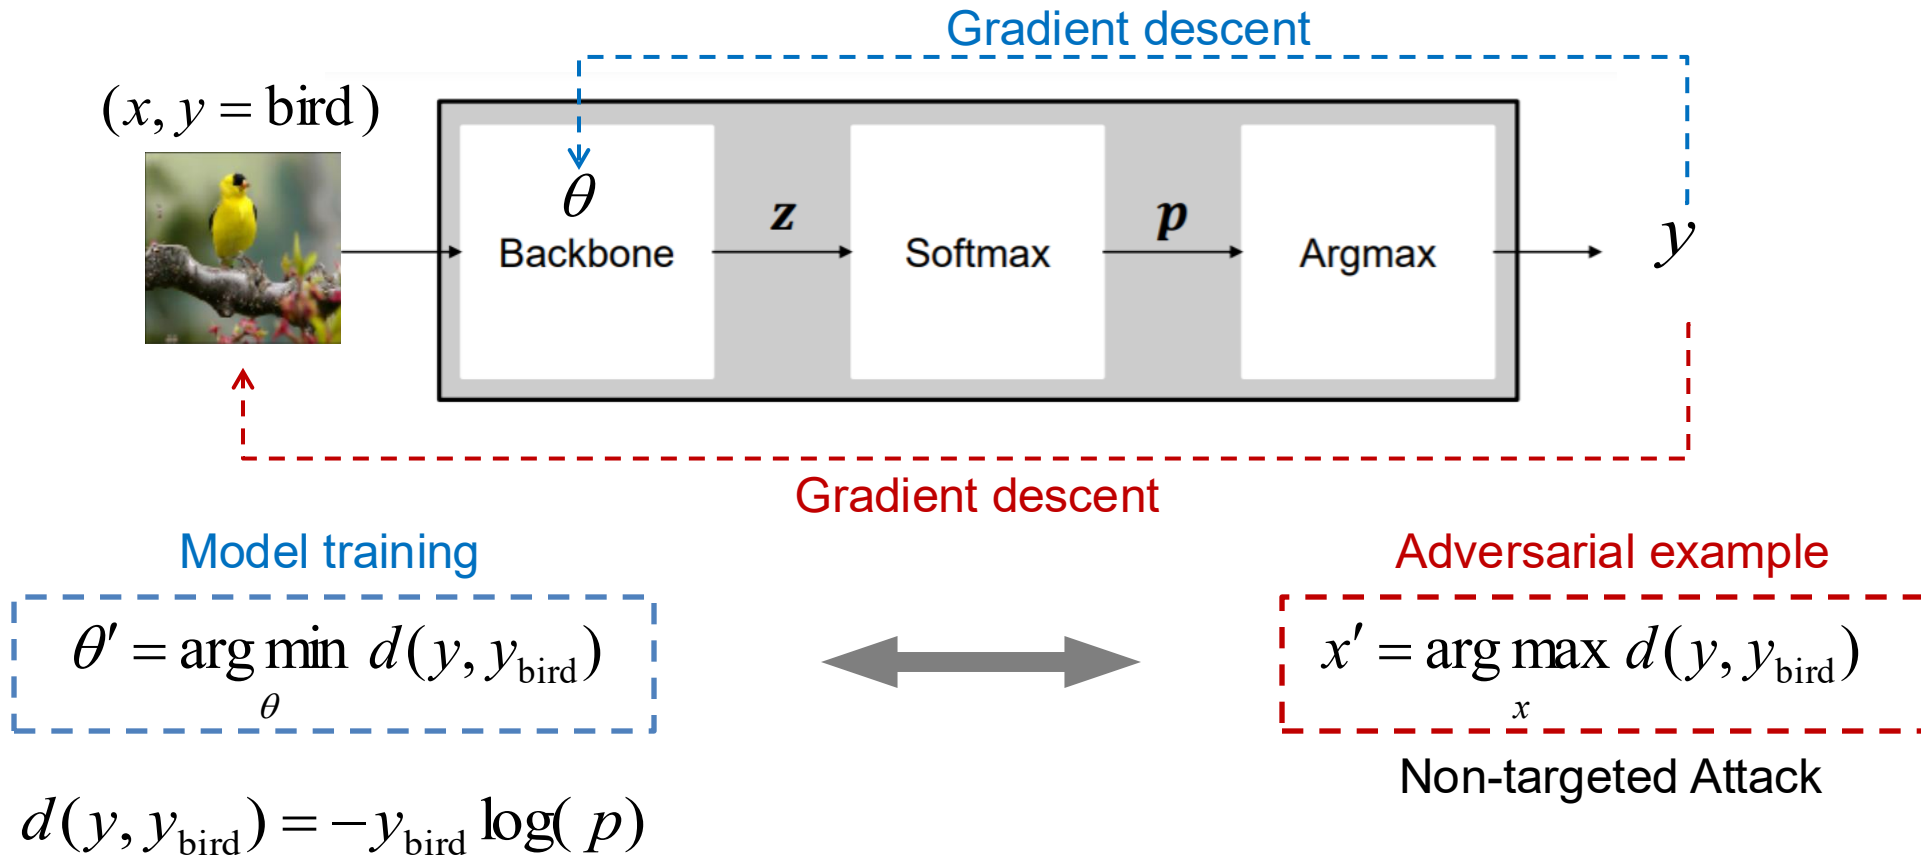 Gradient descent
(x, y = bird)
θ
z
p
Backbone
Softmax
Argmax
y
Gradient descent
Model training
Adversarial example
θ′ = arg min d(y, y_bird)
θ
x′ = arg max d(y, y_bird)
x
Non-targeted Attack
d(y, y_bird) = −y_bird log( p)